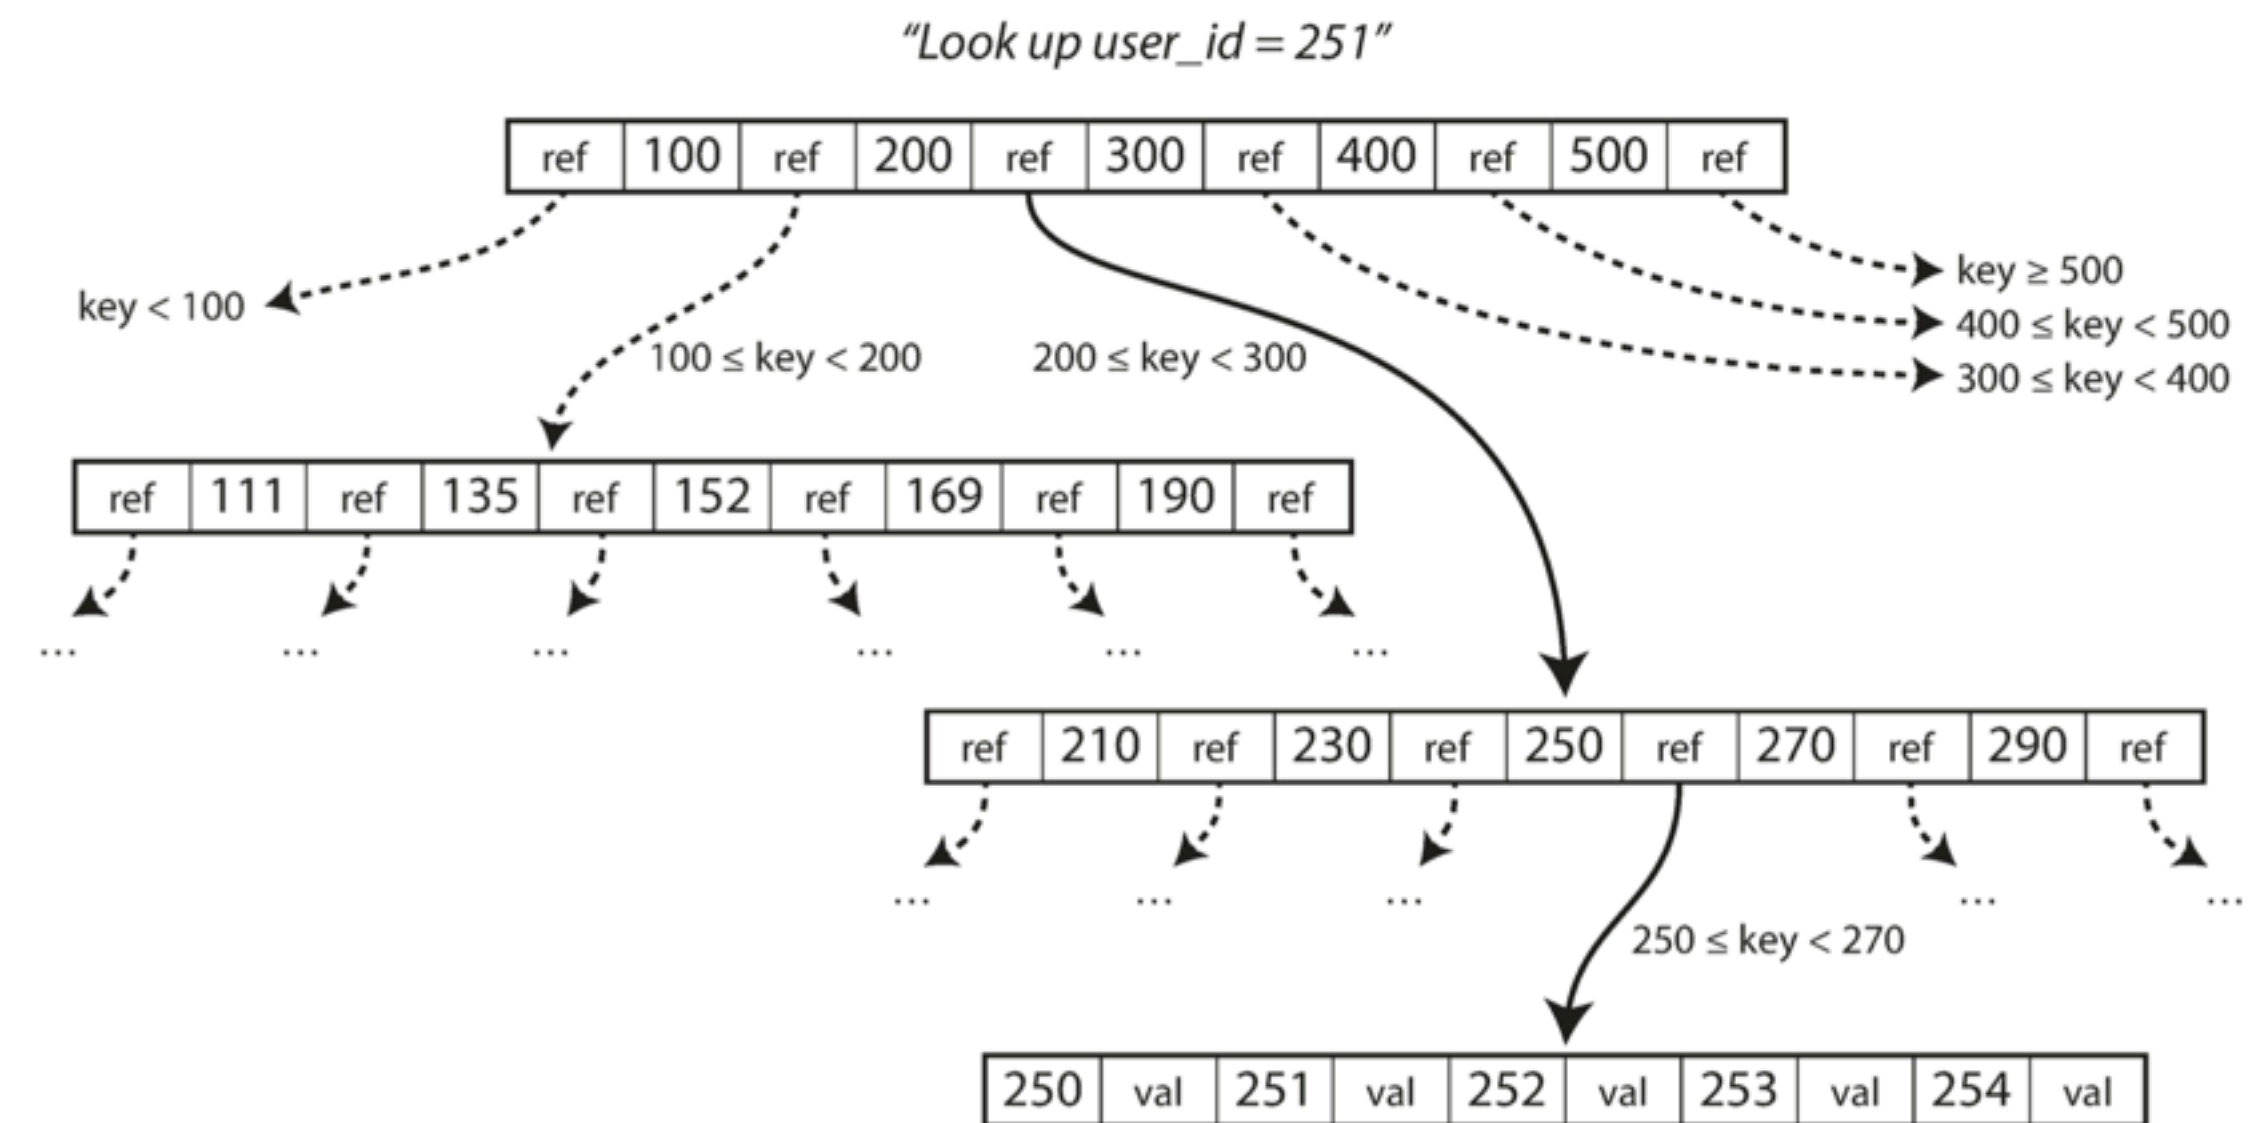 “Look up user_id = 251”
ref 100 ref 200 ref 300 ref 400 ref 500 ref
key < 100
key ≥ 500
400 ≤ key < 500
300 ≤ key < 400
100 ≤ key < 200
200 ≤ key < 300
ref 111 ref 135 ref 152 ref 169 ref 190 ref
... ... ... ... ... ...
ref 210 ref 230 ref 250 ref 270 ref 290 ref
... ... ... ... ...
250 ≤ key < 270
250 val 251 val 252 val 253 val 254 val